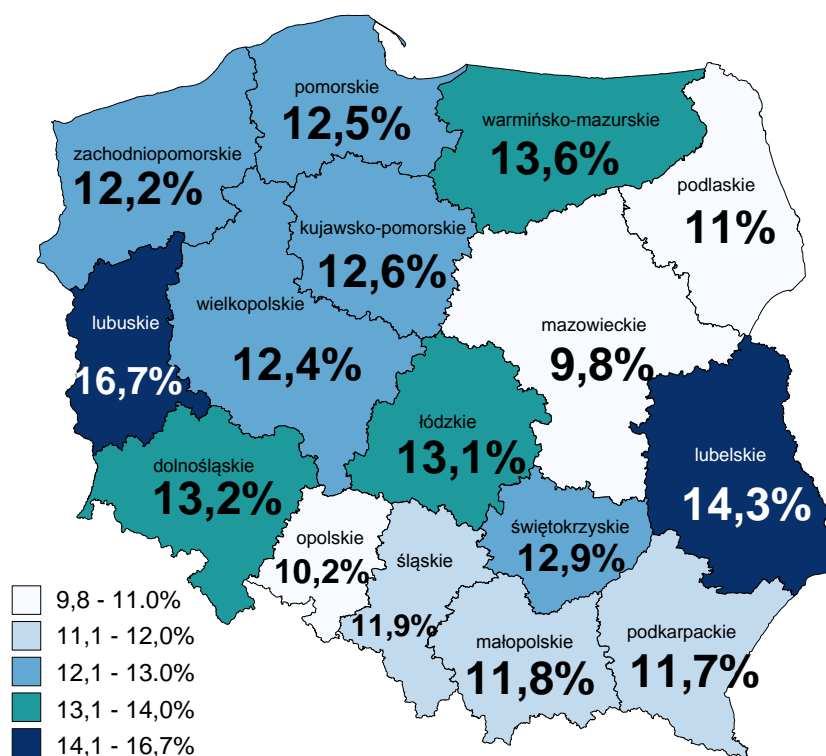 pomorskie
12,5%
warmińsko-mazurskie
13,6%
zachodniopomorskie
12,2%
podlaskie
11%
kujawsko-pomorskie
12,6%
wielkopolskie
12,4%
lubuskie
16,7%
mazowieckie
9,8%
łódzkie
13,1%
lubelskie
14,3%
dolnośląskie
13,2%
opolskie
10,2%
śląskie
11,9%
świętokrzyskie
12,9%
małopolskie
11,8%
podkarpackie
11,7%
9,8 - 11.0%
11,1 - 12,0%
12,1 - 13.0%
13,1 - 14,0%
14,1 - 16,7%